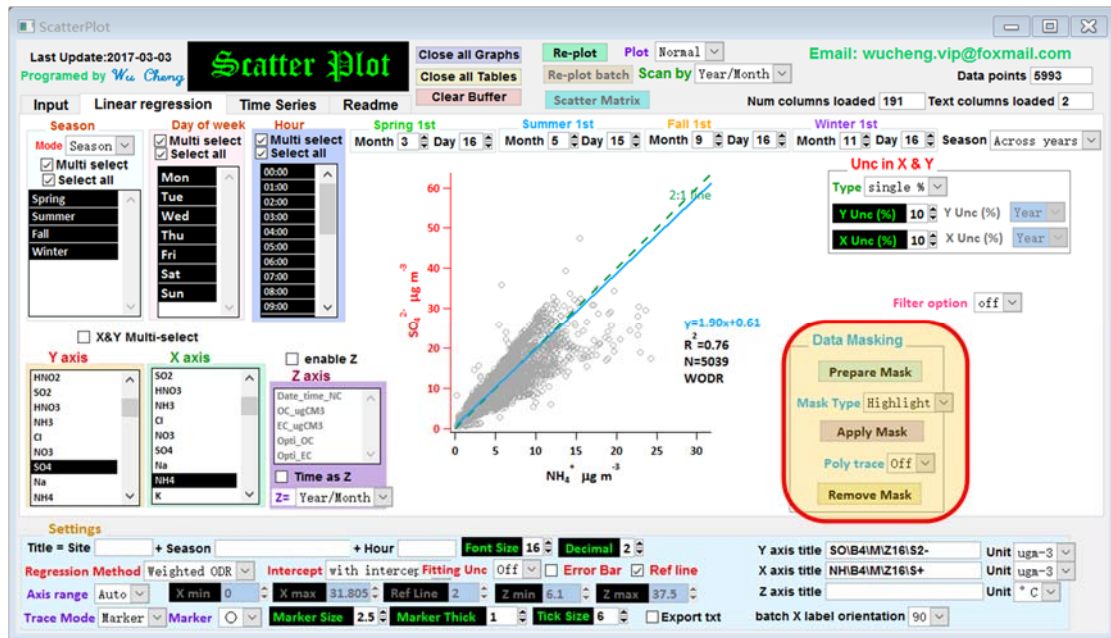 ScatterPlot
Last Update:2017-03-03
Programed by Wu Cheng
Scatter Plot
Close all Graphs
Close all Tables
Clear Buffer
Re-plot Plot Normal
Re-plot batch Scan by Year/Month
Scatter Matrix
Email: wucheng.vip@foxmail.com
Data points 5993
Num columns loaded 191 Text columns loaded 2
Input Linear regression Time Series Readme
Season
Mode Season
Multi select
Select all
Spring
Summer
Fall
Winter
Day of week
Multi select
Select all
Mon
Tue
Wed
Thu
Fri
Sat
Sun
Hour
Multi select
Select all
00:00
01:00
02:00
03:00
04:00
05:00
06:00
07:00
08:00
09:00
Spring 1st
Month 3 Day 16
Summer 1st
Month 5 Day 15
Fall 1st
Month 9 Day 16
Winter 1st
Month 11 Day 16
Season Across years
Unc in X & Y
Type single %
Y Unc (%) 10 Y Unc (%) Year
X Unc (%) 10 X Unc (%) Year
Filter option off
X&Y Multi-select
Y axis
HNO2
SO2
HNO3
NH3
Cl
NO3
SO4
Na
NH4
X axis
SO2
HNO3
NH3
Cl
NO3
SO4
Na
NH4
K
enable Z
Z axis
Date_time_NC
OC_ugCM3
EC_ugCM3
Opti_OC
Opti_EC
Time as Z
Z= Year/Month
60
50
40
30
20
10
0
SO4 2- µg m -3
2:1 line
y=1.90x+0.61
R2=0.76
N=5039
WODR
0 5 10 15 20 25 30
NH4+ µg m-3
Data Masking
Prepare Mask
Mask Type Highlight
Apply Mask
Poly trace Off
Remove Mask
Settings
Title = Site + Season + Hour Font Size 16 Decimal 2
Regression Method Weighted ODR Intercept with intercep Fitting Unc Off Error Bar Ref line
Axis range Auto X min 0 X max 31.805 Ref Line 2 Z min 6.1 Z max 37.5
Trace Mode Marker Marker Marker Size 2.5 Marker Thick 1 Tick Size 6 Export txt
Y axis title SO\B4\M\Z16\S2- Unit ugm-3
X axis title NH\B4\M\Z16\S+ Unit ugm-3
Z axis title Unit ° C
batch X label orientation 90